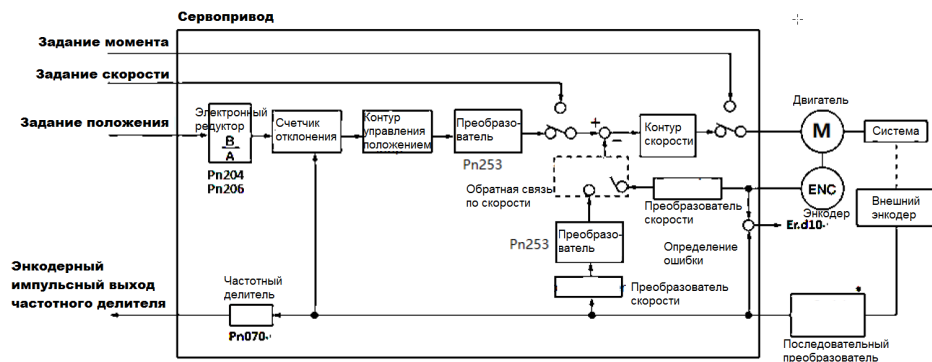 Сервопривод
Задание момента
Задание скорости
Задание положения
Электронный
редуктор
B
A
Pn204
Pn206
Счетчик
отклонения
Контур
управления
положением
Преобразо-
ватель
Pn253
+
−
Контур
скорости
Двигатель
M
Система
ENC
Энкодер
Внешний
энкодер
Обратная связь
по скорости
Преобразователь
скорости
Er.d10
Pn253
Преобразо-
ватель
Определение
ошибки
Преобразователь
скорости
Энкодерный
импульсный выход
частотного делителя
Частотный
делитель
Pn070
Последовательный
преобразователь